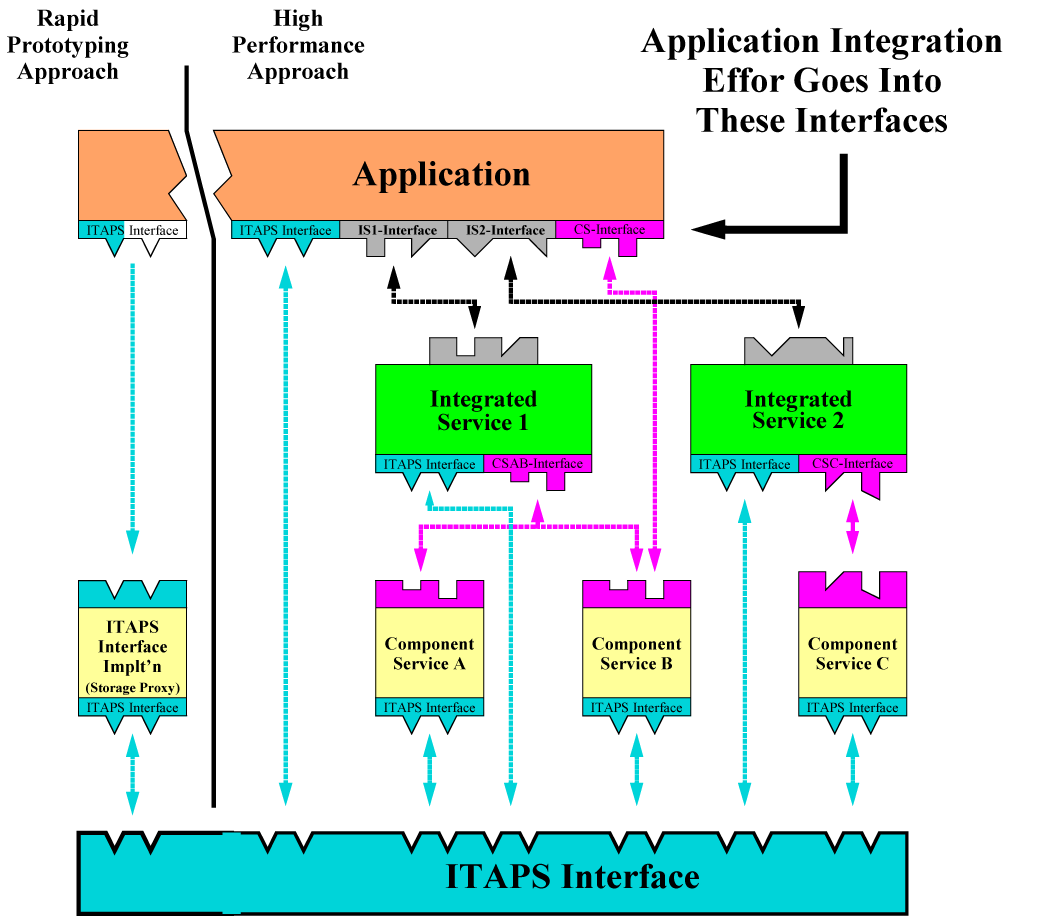 Rapid
Prototyping
Approach
High
Performance
Approach
Application Integration
Effor Goes Into
These Interfaces
Application
ITAPS Interface
ITAPS Interface
IS1-Interface
IS2-Interface
CS-Interface
Integrated
Service 1
ITAPS Interface
CSAB-Interface
Integrated
Service 2
ITAPS Interface
CSC-Interface
ITAPS
Interface
Implt'n
(Storage Proxy)
ITAPS Interface
Component
Service A
ITAPS Interface
Component
Service B
ITAPS Interface
Component
Service C
ITAPS Interface
ITAPS Interface